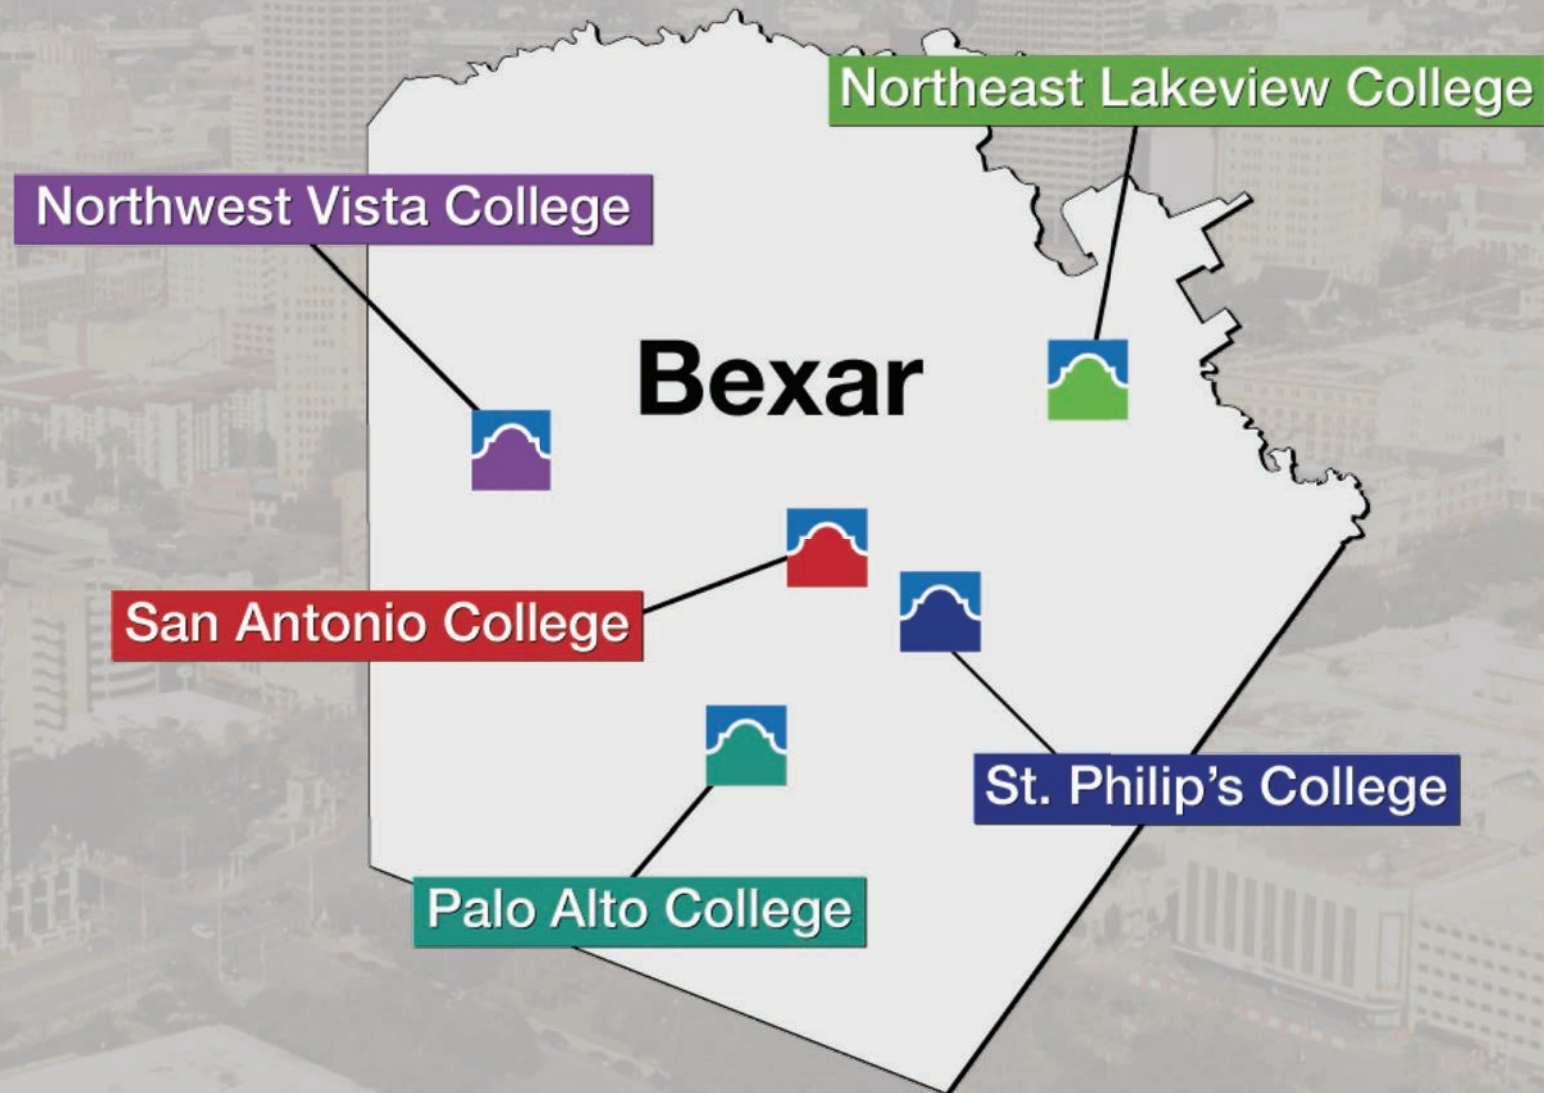 Northeast Lakeview College
Northwest Vista College
Bexar
San Antonio College
St. Philip's College
Palo Alto College